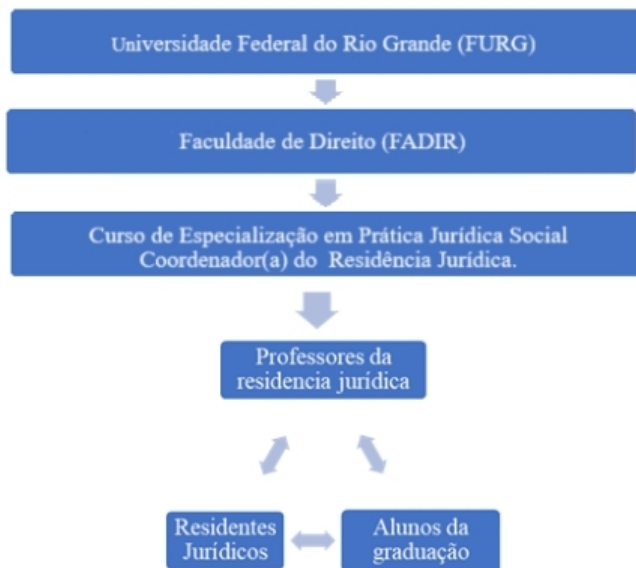 Universidade Federal do Rio Grande (FURG)
Faculdade de Direito (FADIR)
Curso de Especialização em Prática Jurídica Social
Coordenador(a) do Residência Jurídica.
Professores da
residencia jurídica
Residentes
Jurídicos
Alunos da
graduação